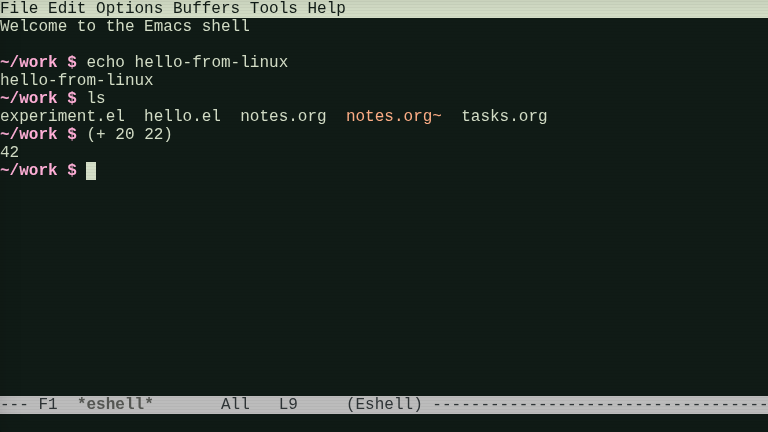 File Edit Options Buffers Tools Help
Welcome to the Emacs shell
~/work $ echo hello-from-linux
hello-from-linux
~/work $ ls
experiment.el  hello.el  notes.org  notes.org~  tasks.org
~/work $ (+ 20 22)
42
~/work $
--- F1  *eshell*       All   L9     (Eshell) -----------------------------------